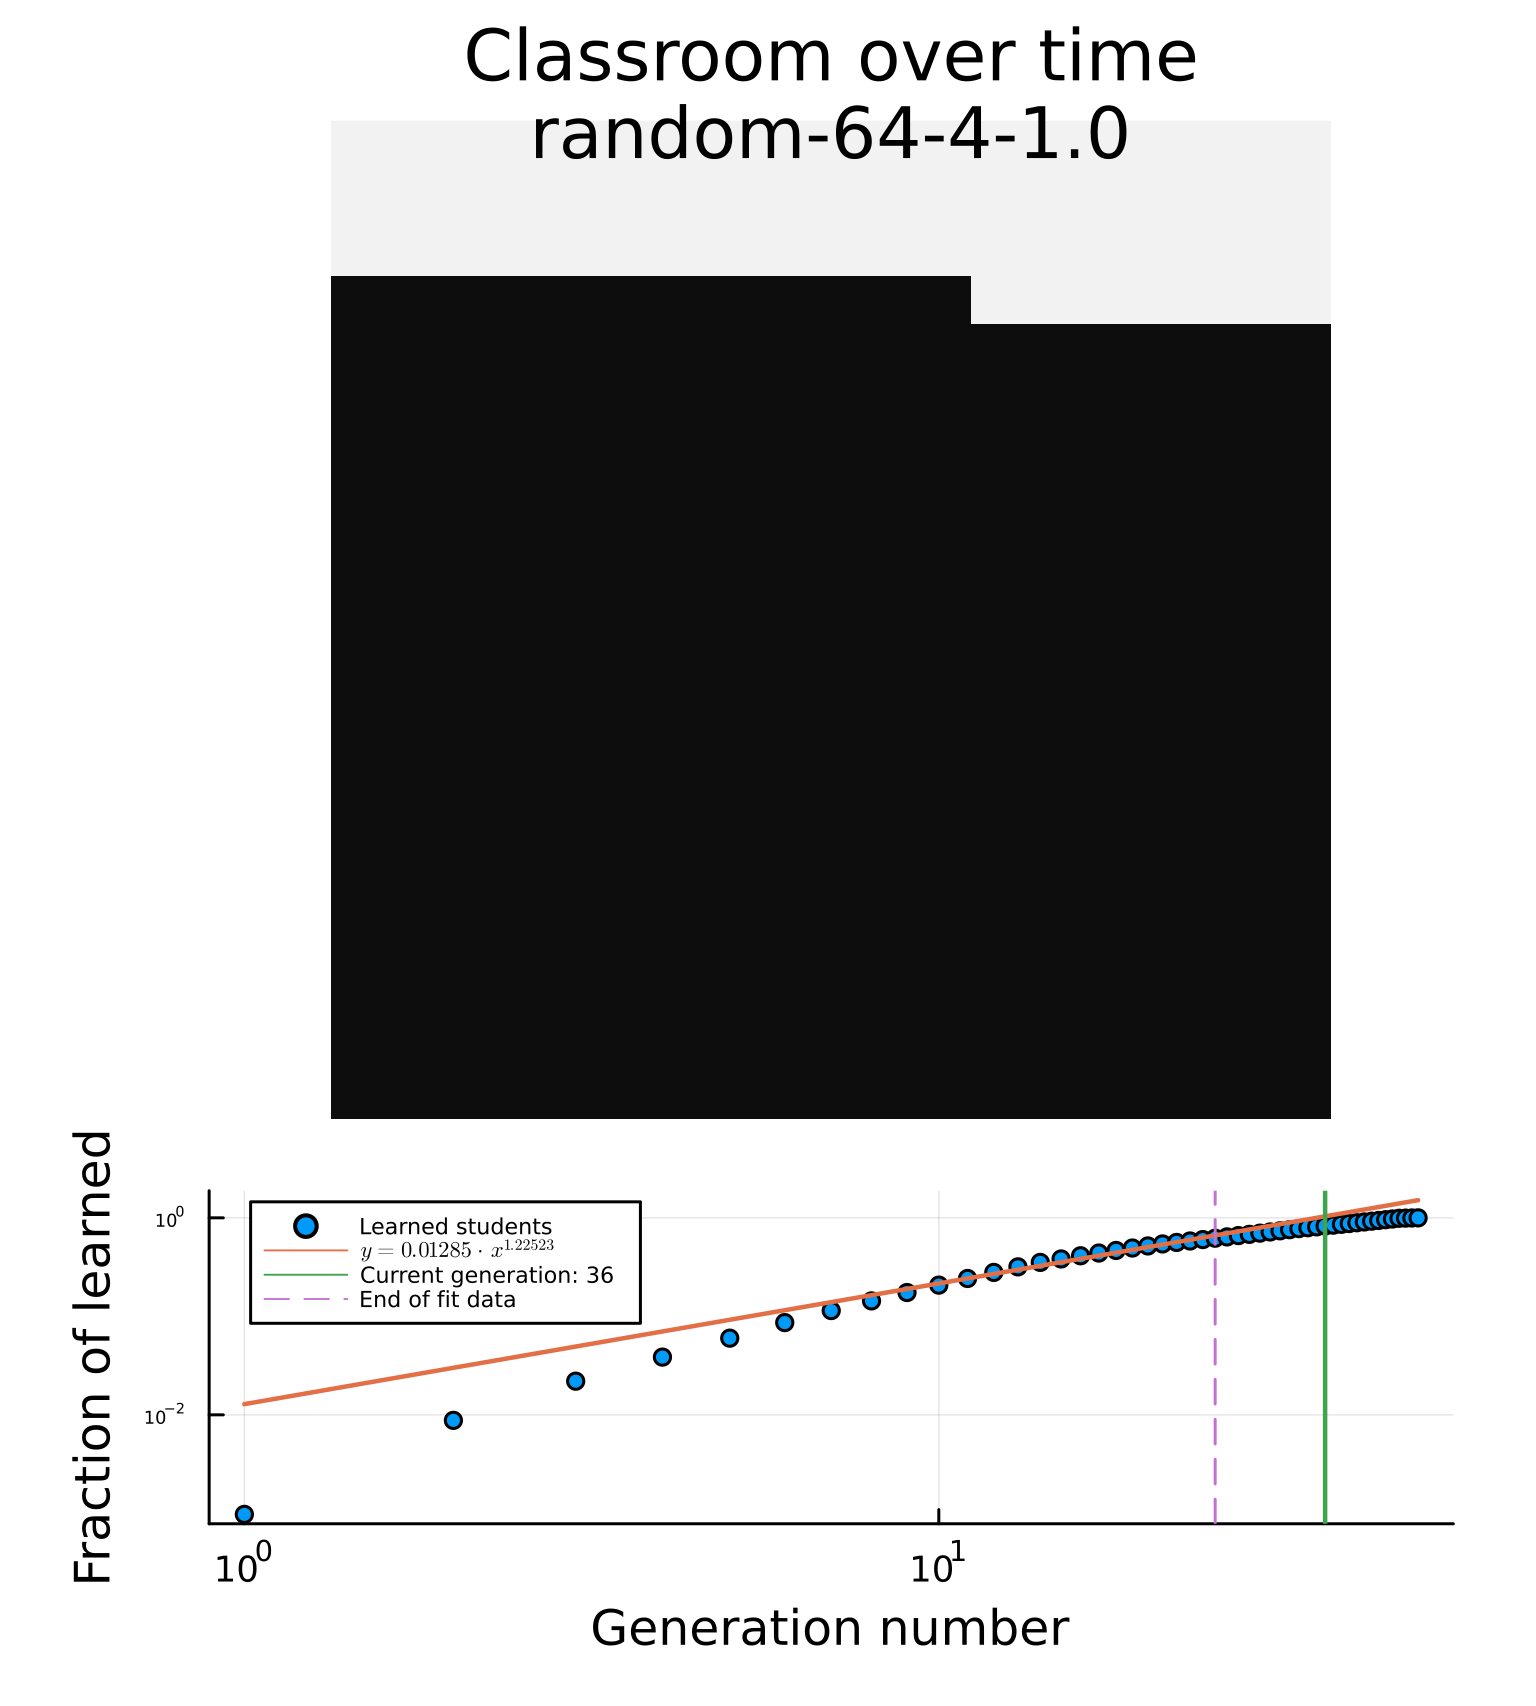 Classroom over time
random-64-4-1.0
Fraction of learned
10^0
10^-2
Learned students
y = 0.01285 · x^1.22523
Current generation: 36
End of fit data
10^0
10^1
Generation number